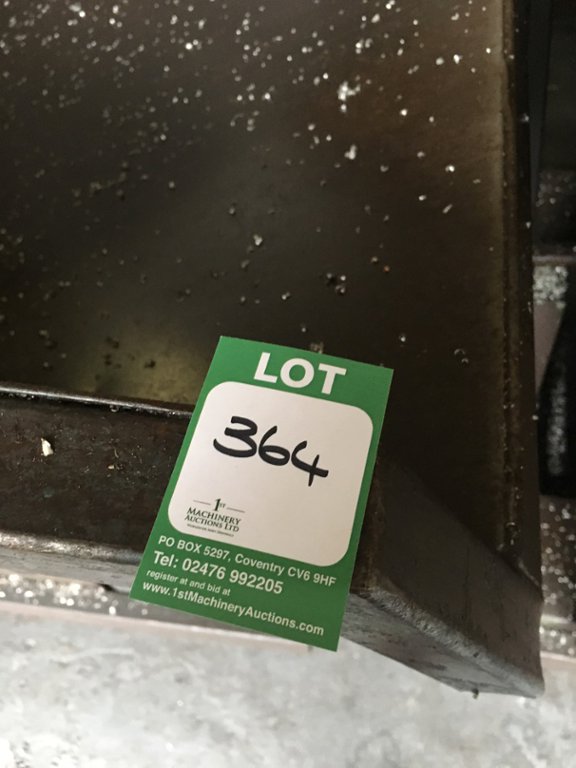 LOT
364
1ST
MACHINERY
AUCTIONS LTD
PO BOX 5297, Coventry CV6 9HF
Tel: 02476 992205
register at and bid at
www.1stMachineryAuctions.com